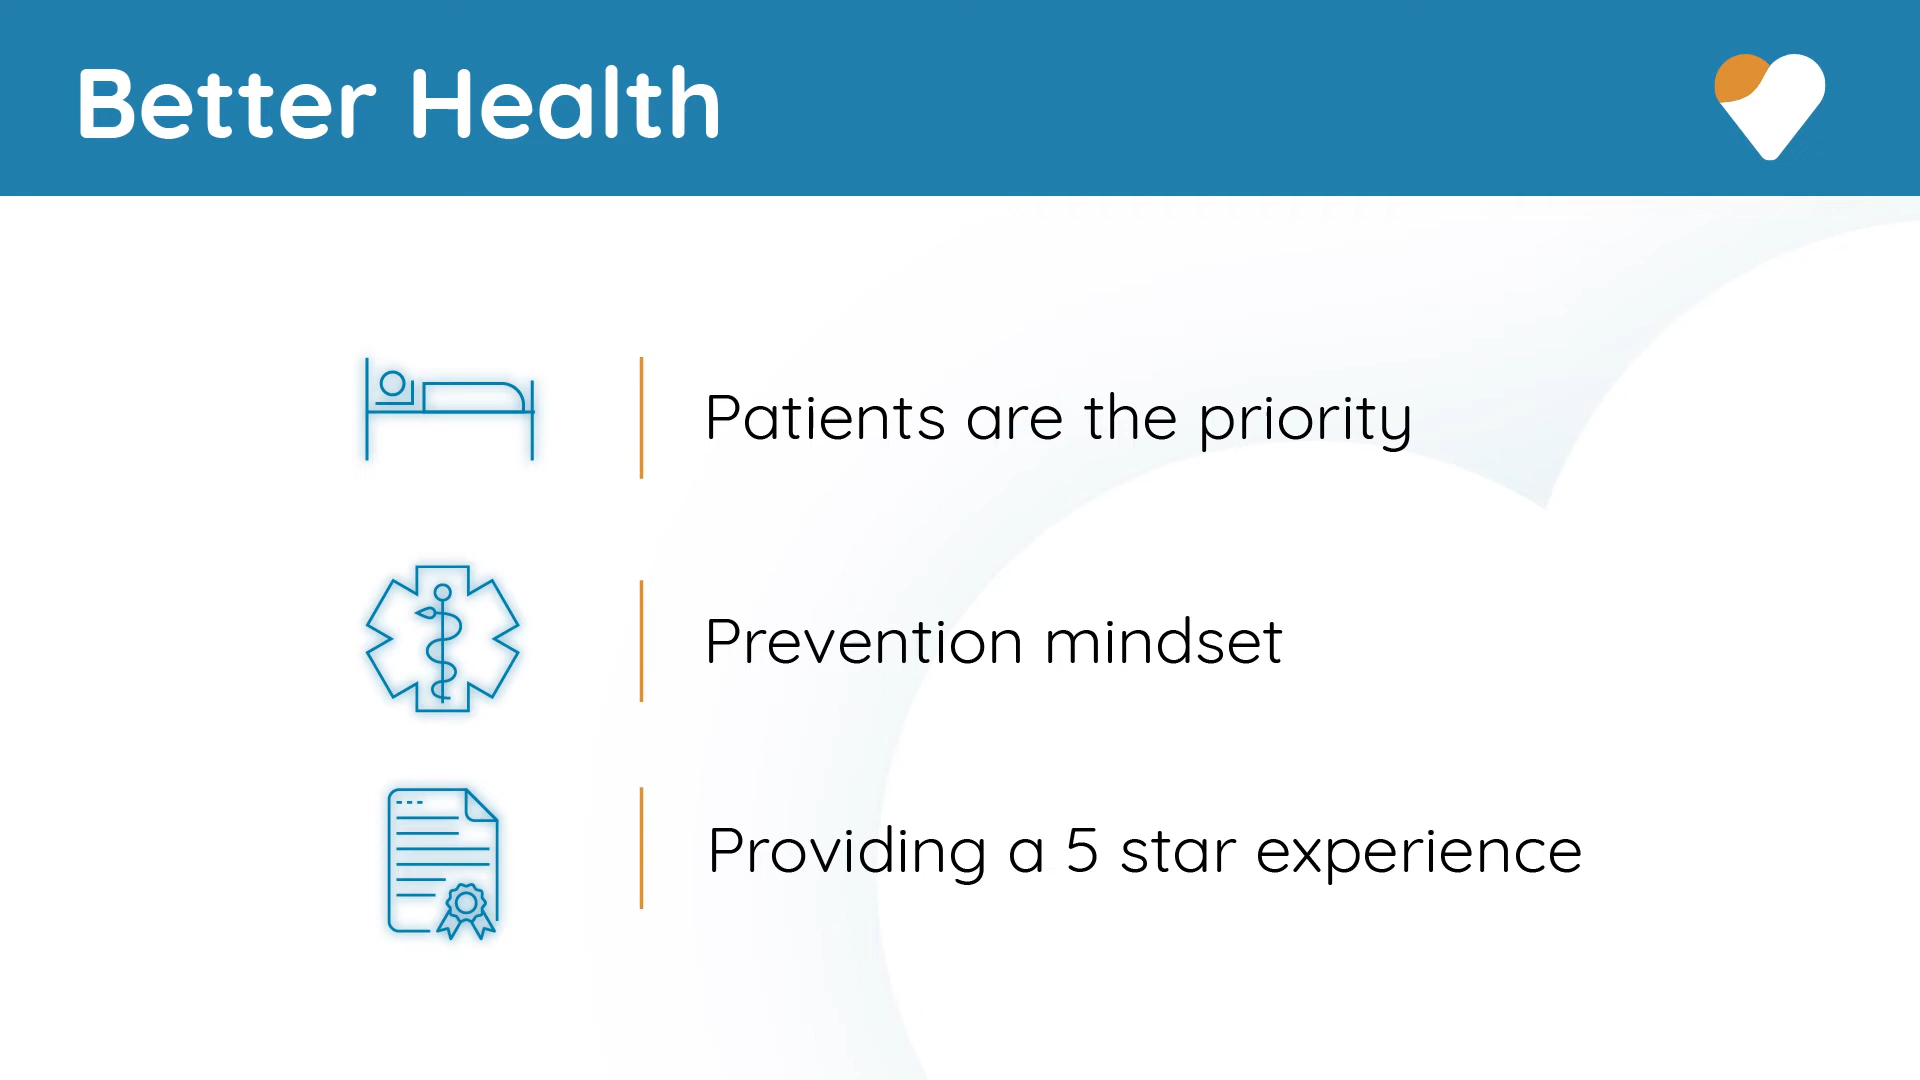 Better Health
Patients are the priority
Prevention mindset
Providing a 5 star experience